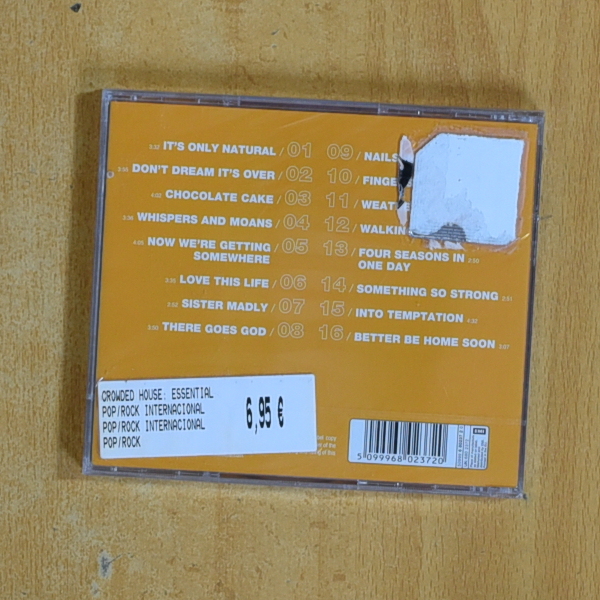 IT'S ONLY NATURAL / 01
DON'T DREAM IT'S OVER / 02
CHOCOLATE CAKE / 03
WHISPERS AND MOANS / 04
NOW WE'RE GETTING / 05
SOMEWHERE
LOVE THIS LIFE / 06
SISTER MADLY / 07
THERE GOES GOD / 08
09 / NAILS
10 / FINGE
11 / WEAT
12 / WALKIN
13 / FOUR SEASONS IN
ONE DAY
14 / SOMETHING SO STRONG
15 / INTO TEMPTATION
16 / BETTER BE HOME SOON
CROWDED HOUSE: ESSENTIAL
POP/ROCK INTERNACIONAL
POP/ROCK INTERNACIONAL
POP/ROCK
6,95 €
5 099968 023720